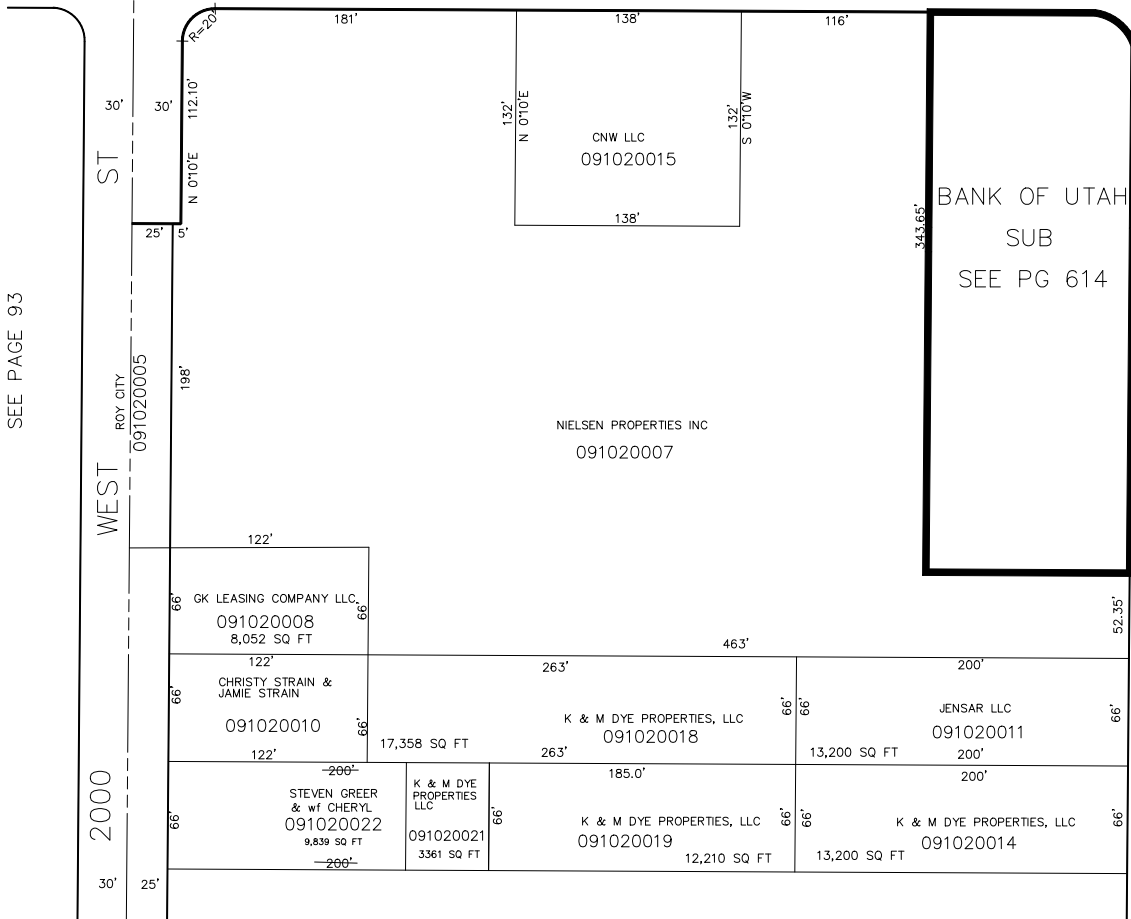 181'
138'
116'
R=20'
30'
30'
112.10'
N 0°10'E
ST
132'
N 0°10'E
132'
S 0°10'W
CNW LLC
091020015
138'
BANK OF UTAH
SUB
SEE PG 614
343.65'
25'
5'
SEE PAGE 93
198'
ROY CITY
091020005
WEST
NIELSEN PROPERTIES INC
091020007
122'
66'
GK LEASING COMPANY LLC
66'
091020008
8,052 SQ FT
52.35'
463'
122'
263'
200'
CHRISTY STRAIN &
JAMIE STRAIN
66'
66'
091020010
K & M DYE PROPERTIES, LLC
091020018
66'
66'
JENSAR LLC
091020011
66'
17,358 SQ FT
13,200 SQ FT
122'
263'
200'
200'
185.0'
200'
STEVEN GREER
& wf CHERYL
091020022
9,839 SQ FT
200'
K & M DYE
PROPERTIES
LLC
091020021
3361 SQ FT
66'
66'
K & M DYE PROPERTIES, LLC
091020019
12,210 SQ FT
66'
66'
K & M DYE PROPERTIES, LLC
091020014
13,200 SQ FT
66'
2000
30'
25'